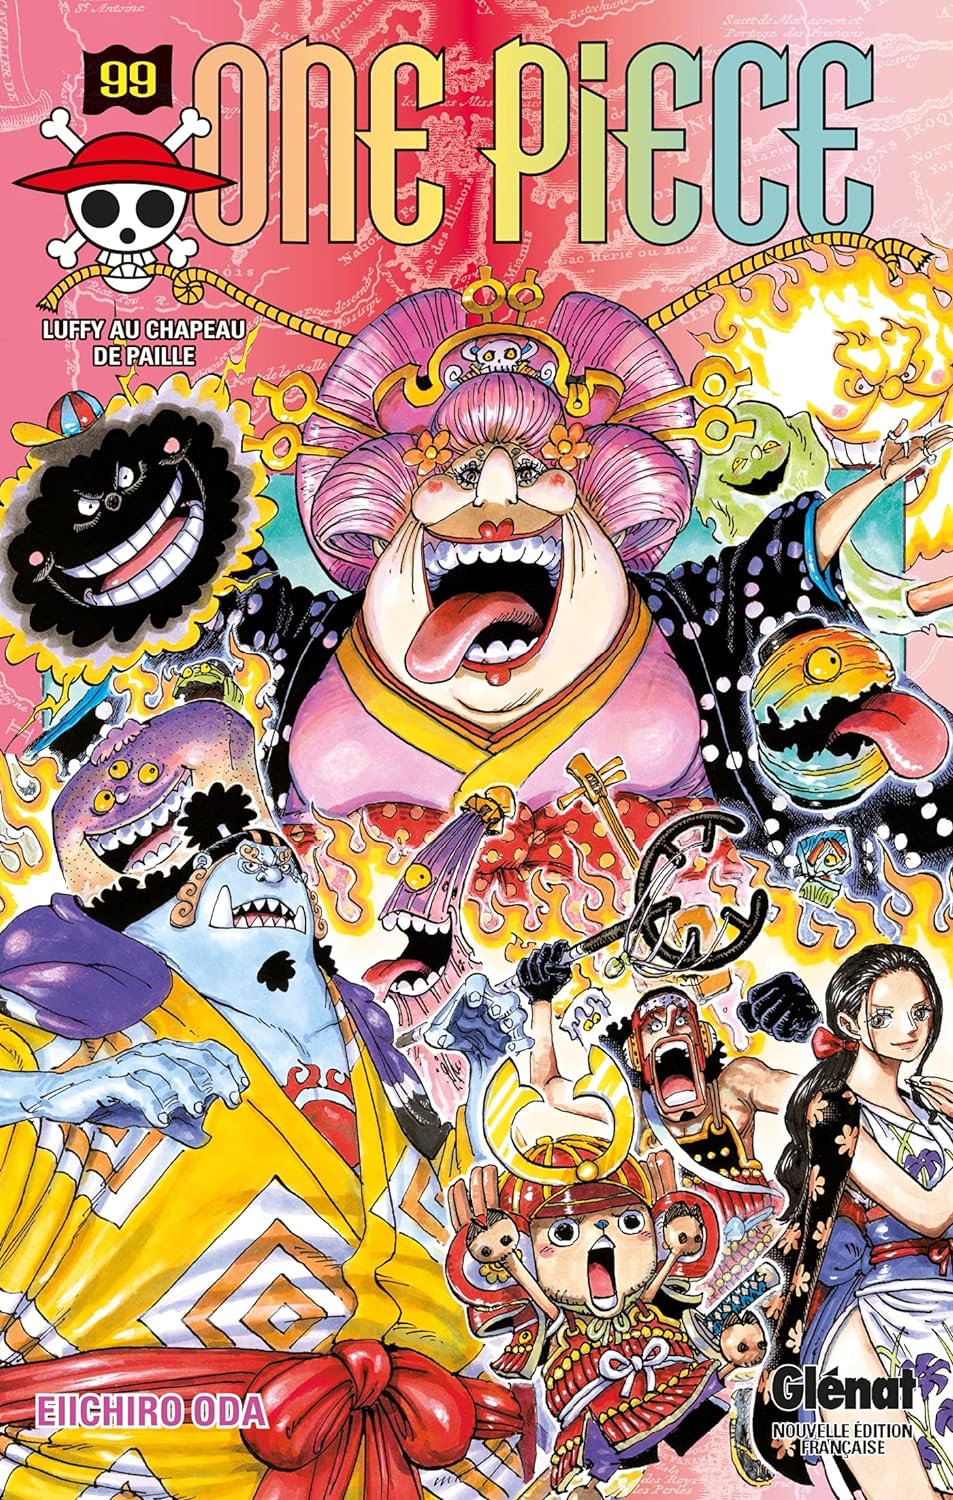 99
ONE PIECE
LUFFY AU CHAPEAU
DE PAILLE
EIICHIRO ODA
Glénat
NOUVELLE ÉDITION
FRANÇAISE